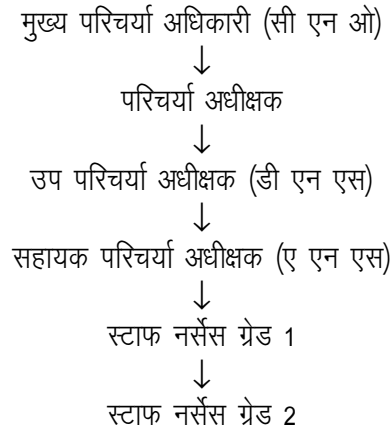 मुख्य परिचर्या अधिकारी (सी एन ओ)
↓
परिचर्या अधीक्षक
↓
उप परिचर्या अधीक्षक (डी एन एस)
↓
सहायक परिचर्या अधीक्षक (ए एन एस)
↓
स्टाफ नर्सेस ग्रेड 1
↓
स्टाफ नर्सेस ग्रेड 2